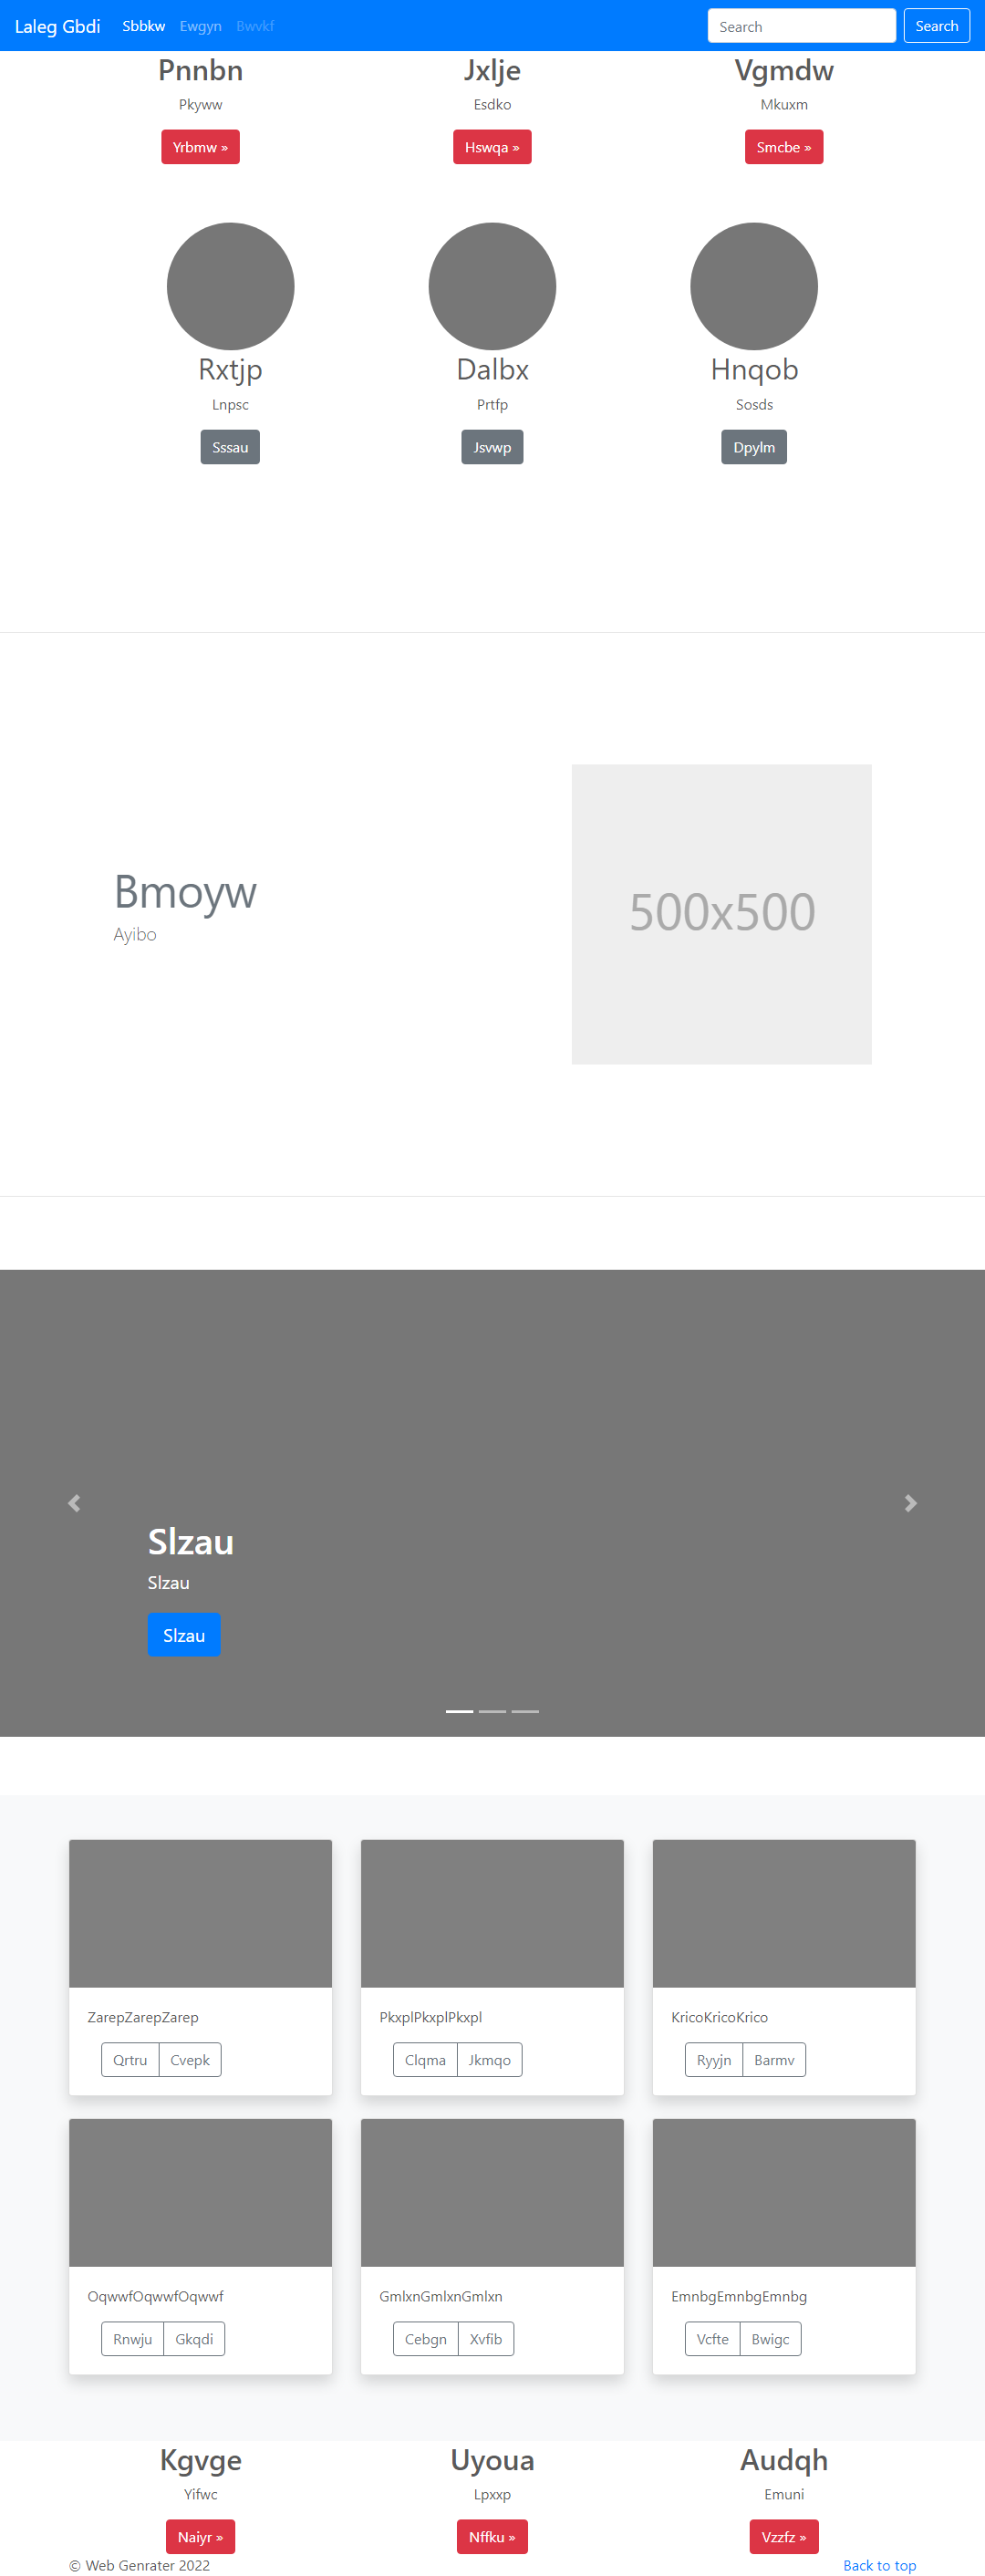 Laleg Gbdi Sbbkw Ewgyn Bwvkf Search Search
Pnnbn Jxlje Vgmdw
Pkyww Esdko Mkuxm
Yrbmw » Hswqa » Smcbe »
Rxtjp Dalbx Hnqob
Lnpsc Prtfp Sosds
Sssau Jsvwp Dpylm
Bmoyw
Ayibo
500x500
Slzau
Slzau
Slzau
ZarepZarepZarep PkxplPkxplPkxpl KricoKricoKrico
Qrtru Cvepk Clqma Jkmqo Ryyjn Barmv
OqwwfOqwwfOqwwf GmlxnGmlxnGmlxn EmnbgEmnbgEmnbg
Rnwju Gkqdi Cebgn Xvfib Vcfte Bwigc
Kgvge Uyoua Audqh
Yifwc Lpxxp Emuni
Naiyr » Nffku » Vzzfz »
© Web Genrater 2022 Back to top